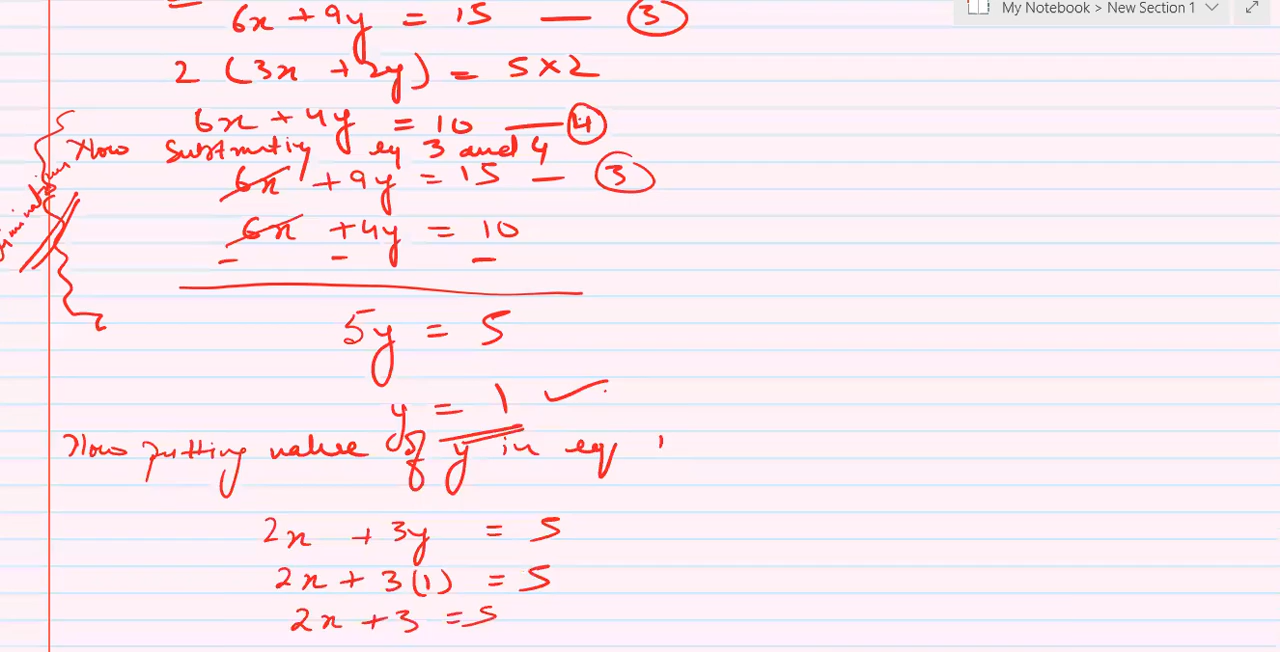 My Notebook > New Section 1
6x + 9y = 15 — ③
2 (3x + 2y) = 5 × 2
6x + 4y = 10 — ④
Now eq 3 and 4
6x + 9y = 15 — ③
6x + 4y = 10
– – –
5y = 5
y = 1 ✓
Now putting value of y in eq 1
2x + 3y = 5
2x + 3(1) = 5
2x + 3 = 5